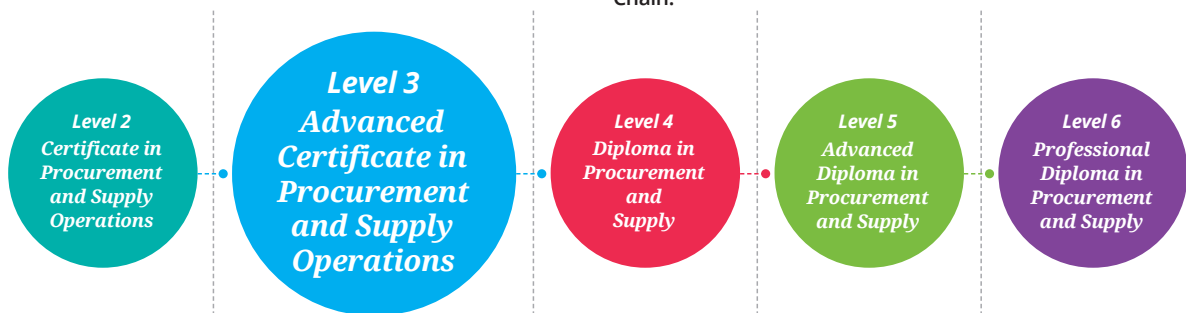 Chain.
Level 2
Certificate in
Procurement
and Supply
Operations
Level 3
Advanced
Certificate in
Procurement
and Supply
Operations
Level 4
Diploma in
Procurement
and
Supply
Level 5
Advanced
Diploma in
Procurement
and Supply
Level 6
Professional
Diploma in
Procurement
and Supply